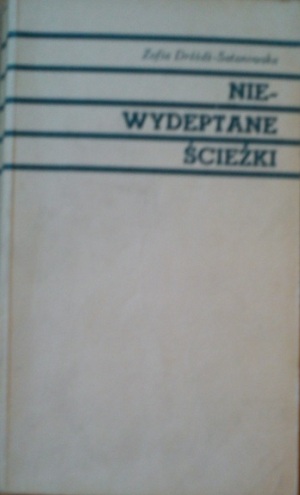 Zofia Dróżdż-Satanowska
NIE-
WYDEPTANE
ŚCIEŻKI